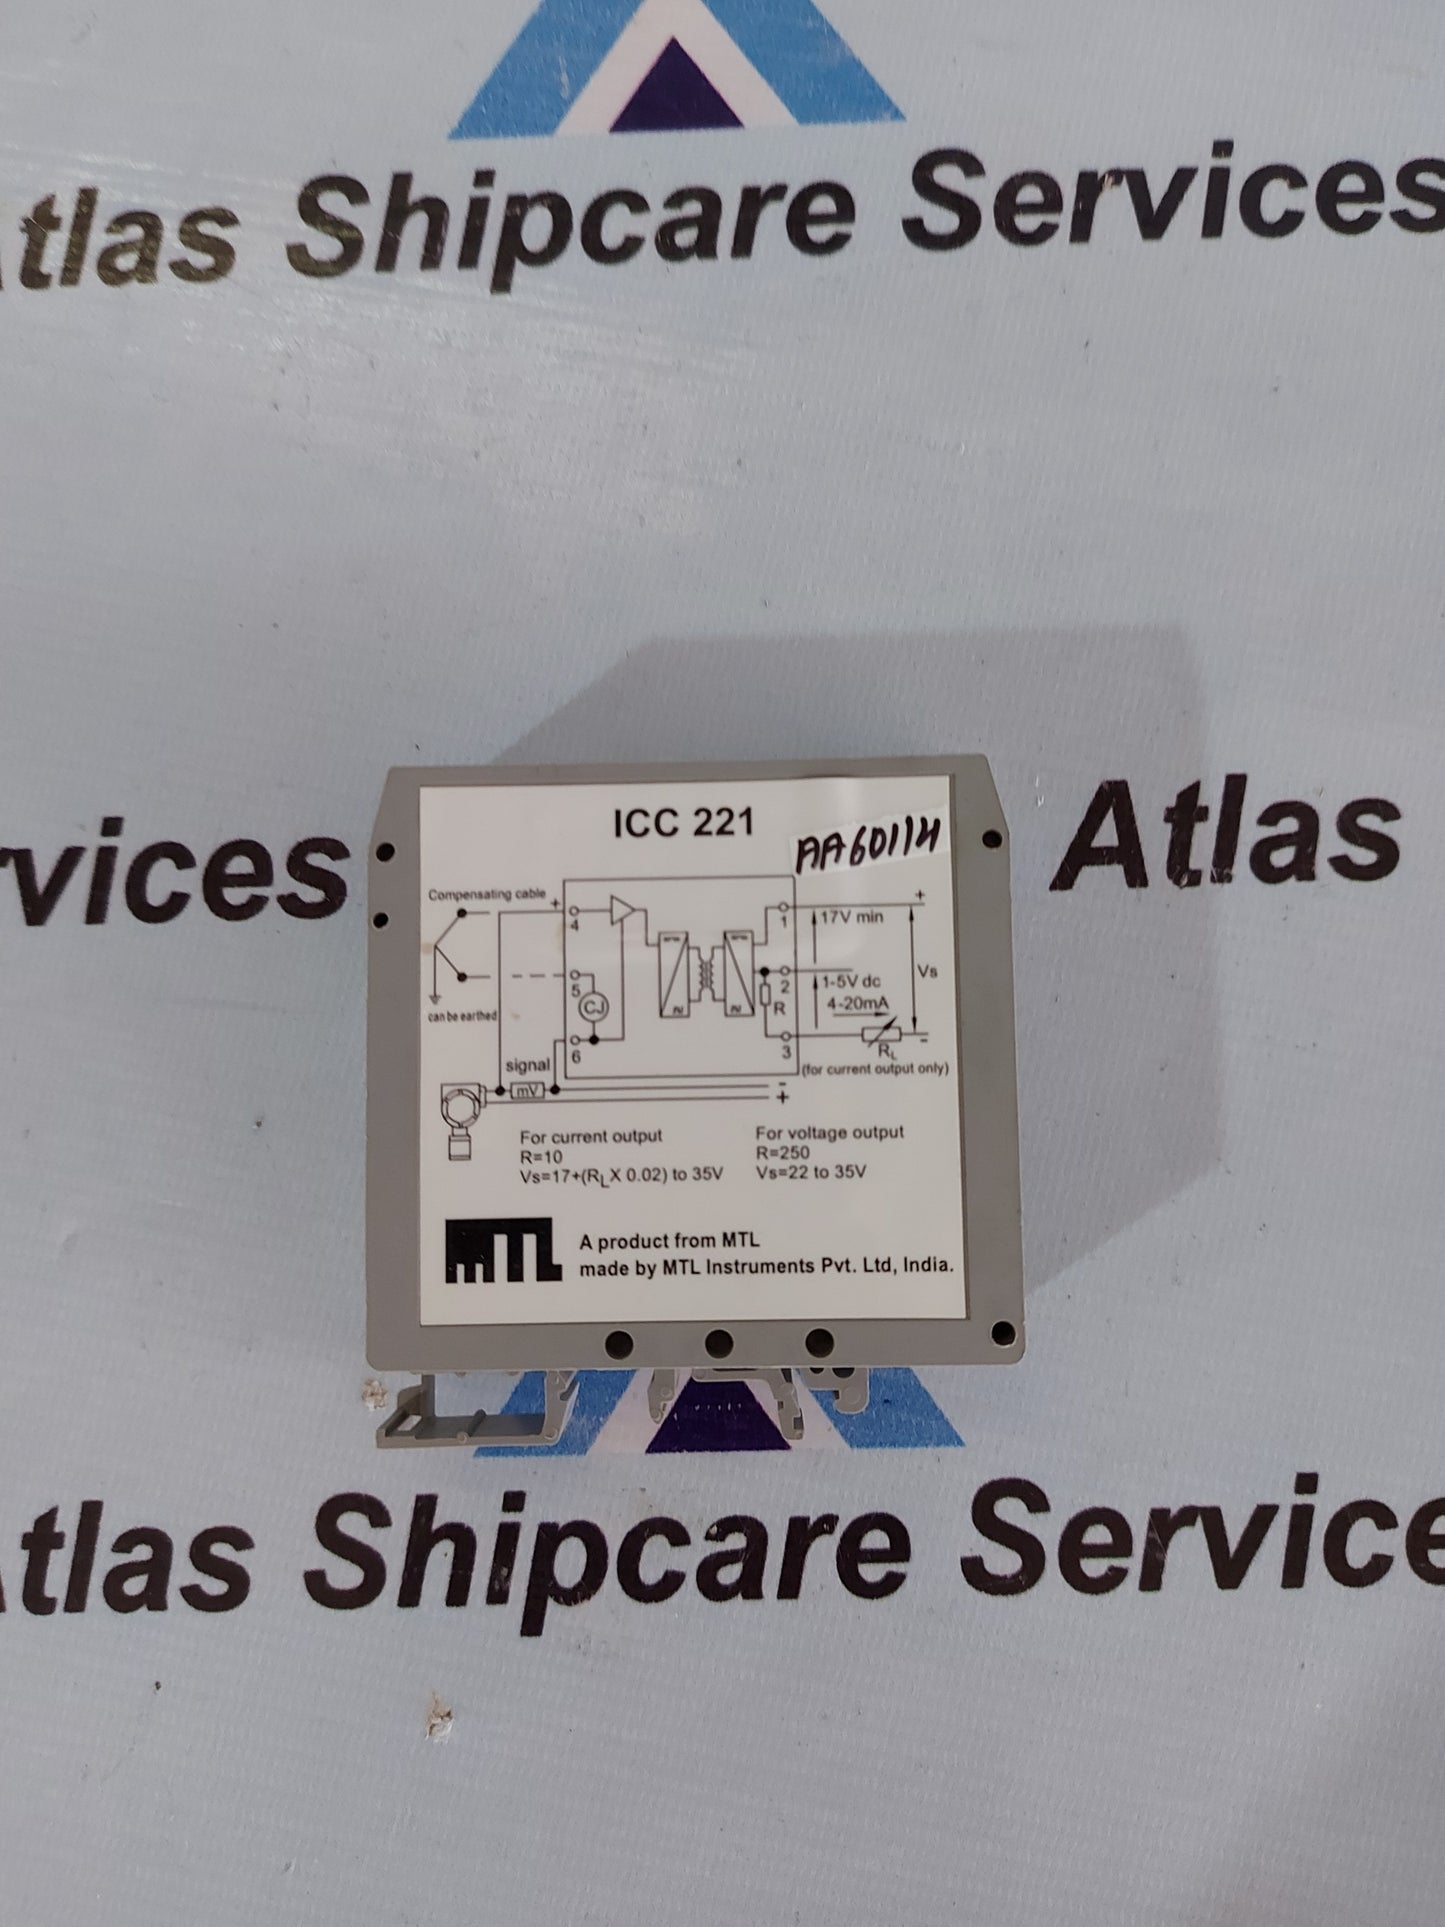 Atlas Shipcare Services
ICC 221
AA60114
Compensating cable
+
4
5
CJ
6
can be earthed
signal
mV
1
2
R
3
+
17V min
Vs
1-5V dc
4-20mA
-
RL
(for current output only)
-
+
For current output
R=10
Vs=17+(RL X 0.02) to 35V
For voltage output
R=250
Vs=22 to 35V
MTL
A product from MTL
made by MTL Instruments Pvt. Ltd, India.
vices
Atlas
Atlas Shipcare Service